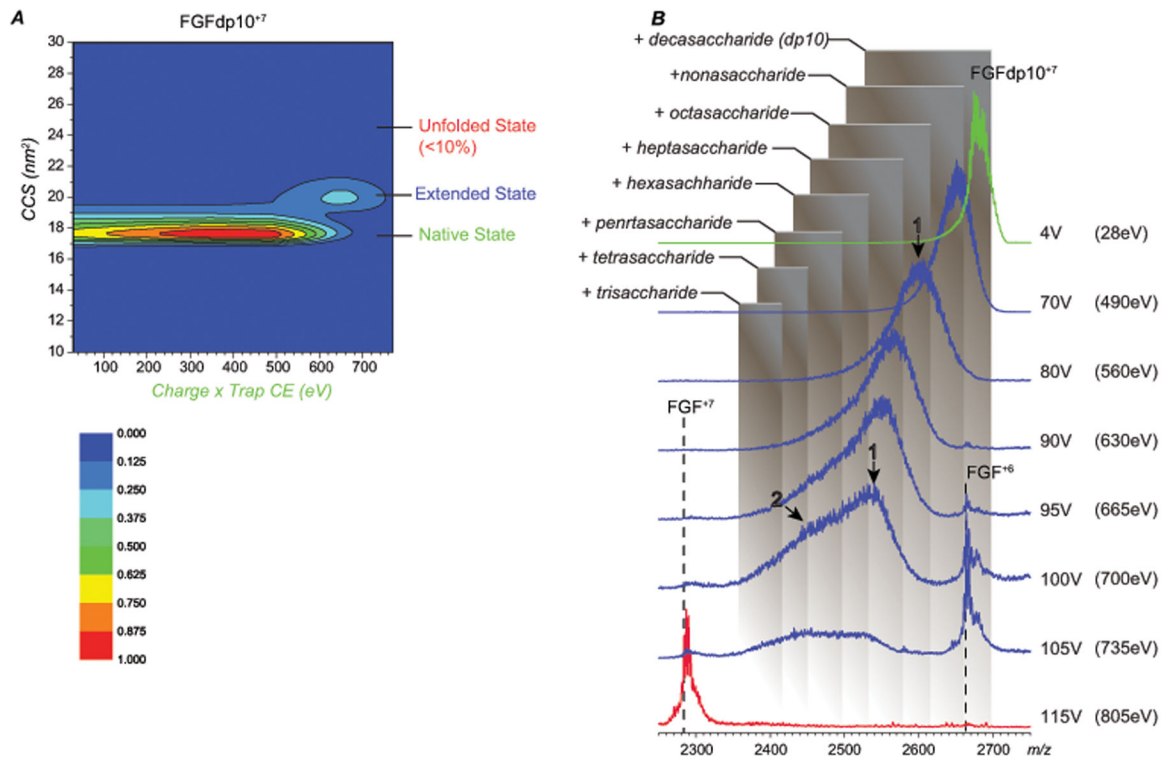 A
FGFdp10+7
CCS (nm²)
30
28
26
24
22
20
18
16
14
12
10
100 200 300 400 500 600 700
Charge x Trap CE (eV)
Unfolded State
(<10%)
Extended State
Native State
0.000
0.125
0.250
0.375
0.500
0.625
0.750
0.875
1.000
B
+ decasaccharide (dp10)
+nonasaccharide
+ octasaccharide
+ heptasaccharide
+ hexasachharide
+ penrtasaccharide
+ tetrasaccharide
+ trisaccharide
FGFdp10+7
1
1
2
FGF+7
FGF+6
4V (28eV)
70V (490eV)
80V (560eV)
90V (630eV)
95V (665eV)
100V (700eV)
105V (735eV)
115V (805eV)
2300 2400 2500 2600 2700 m/z